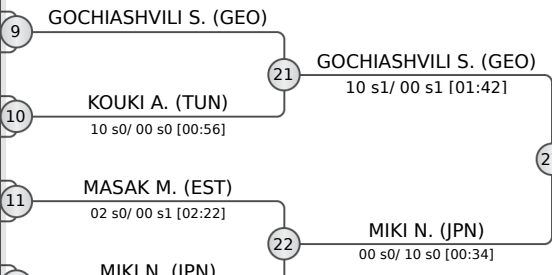 GOCHIASHVILI S. (GEO)
9
GOCHIASHVILI S. (GEO)
21
10 s1/ 00 s1 [01:42]
KOUKI A. (TUN)
10
10 s0/ 00 s0 [00:56]
MASAK M. (EST)
11
02 s0/ 00 s1 [02:22]
MIKI N. (JPN)
22
00 s0/ 10 s0 [00:34]
MIKI N. (JPN)